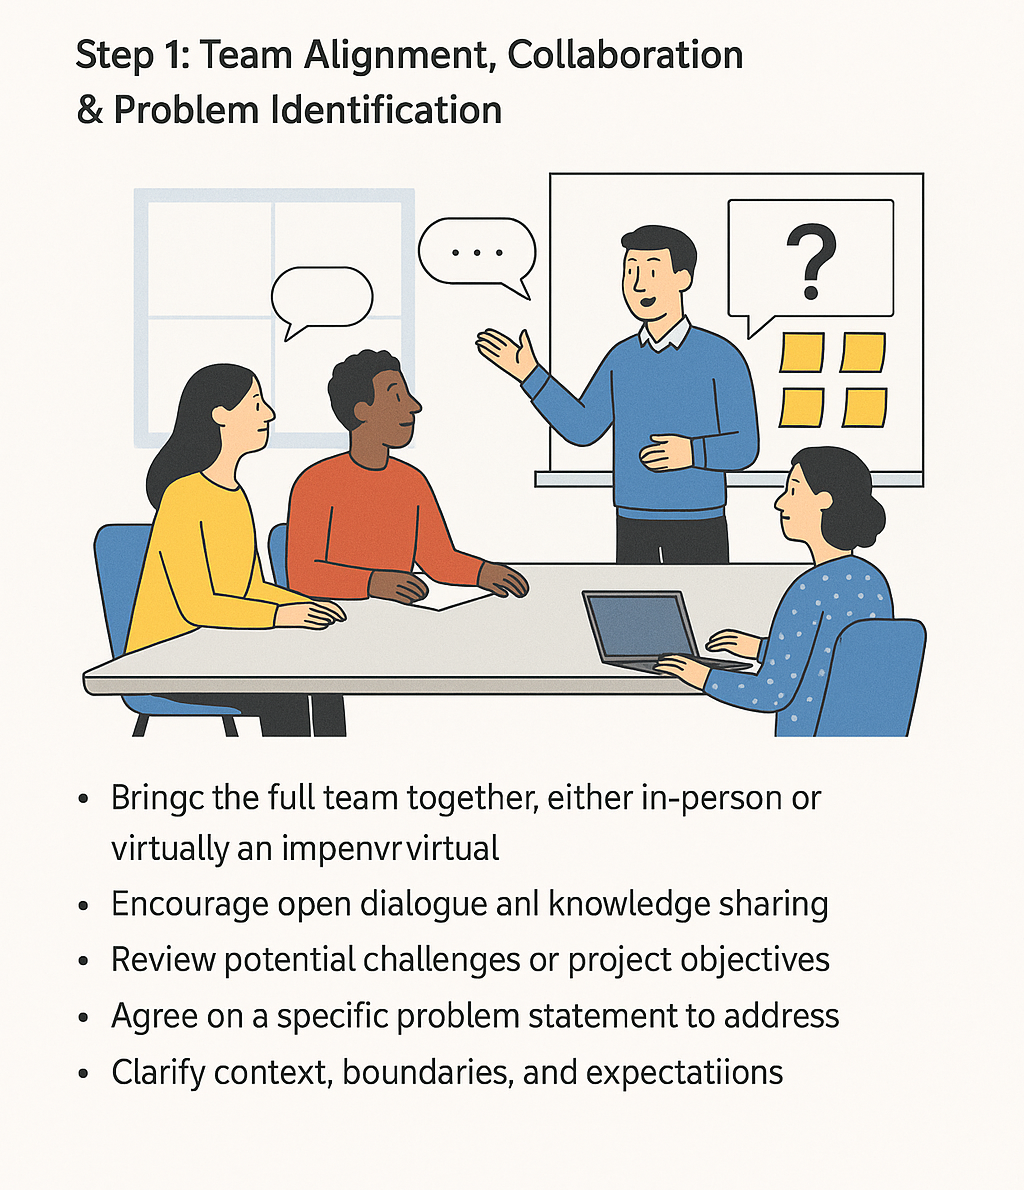 Step 1: Team Alignment, Collaboration
& Problem Identification
...
?
• Bringc the full team together, either in-person or
virtually an impenvrvirtual
• Encourage open dialogue anl knowledge sharing
• Review potential challenges or project objectives
• Agree on a specific problem statement to address
• Clarify context, boundaries, and expectatiions